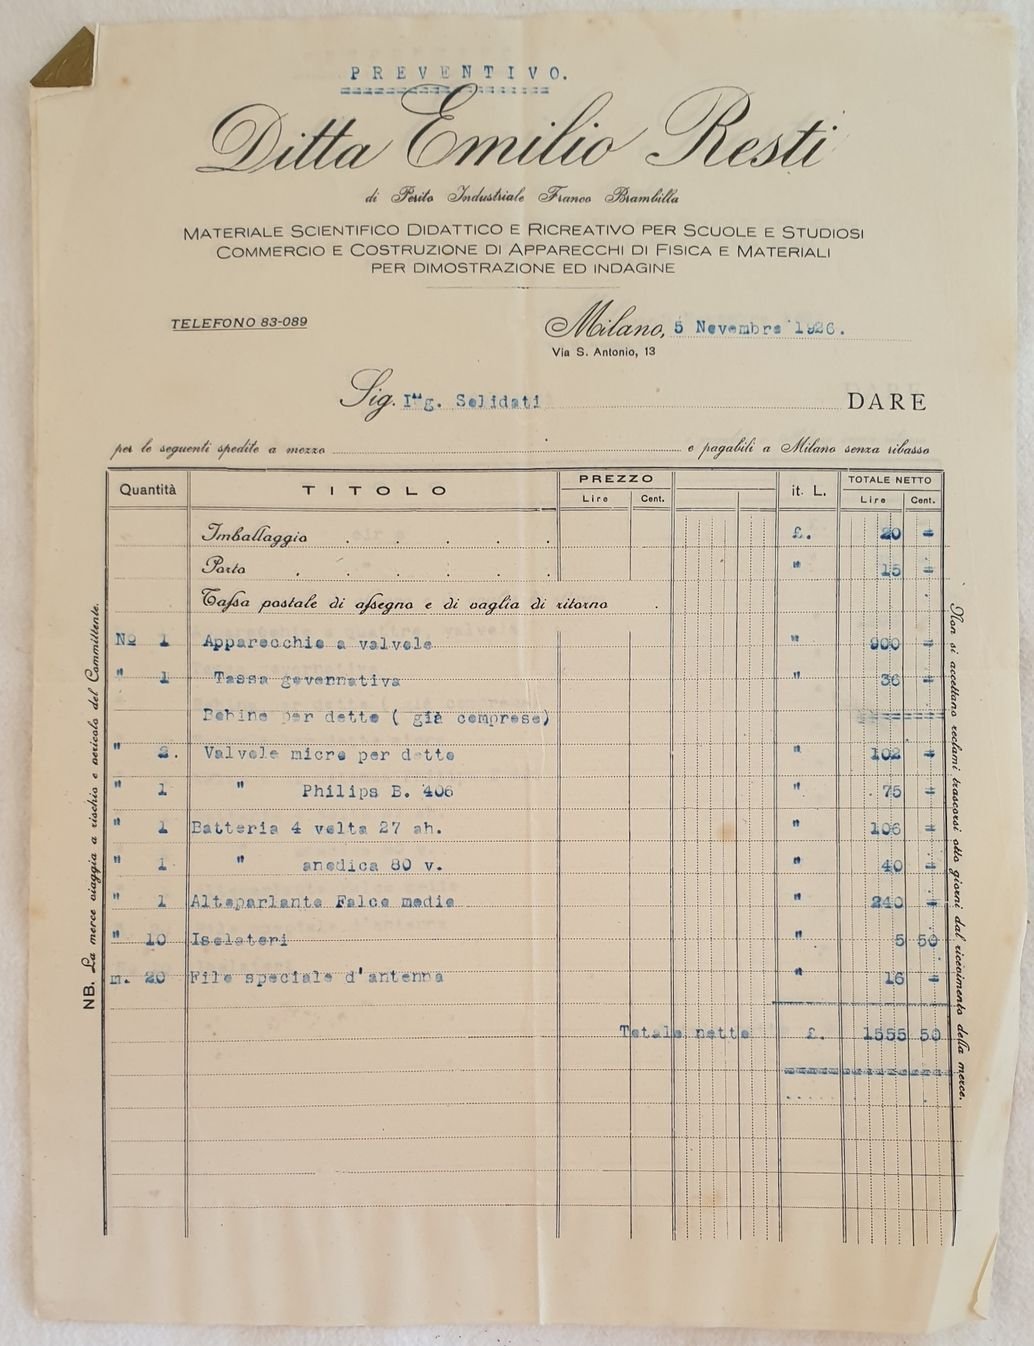 PREVENTIVO.
Ditta Emilio Resti
di Perito Industriale Franco Brambilla
MATERIALE SCIENTIFICO DIDATTICO E RICREATIVO PER SCUOLE E STUDIOSI
COMMERCIO E COSTRUZIONE DI APPARECCHI DI FISICA E MATERIALI
PER DIMOSTRAZIONE ED INDAGINE
TELEFONO 83-089
Milano, 5 Novembre 1926.
Via S. Antonio, 13
Sig. Ing. Solidati DARE
per le seguenti spedite a mezzo e pagabili a Milano senza ribasso
Quantità TITOLO PREZZO it. L. TOTALE NETTO
Lire Cent. Lire Cent.
Imballaggio £. 20 =
Porto " 15 =
Tassa postale di assegno e di vaglia di ritorno
No 1 Apparecchio a valvole " 900 =
" 1 Tassa governativa " 36 =
Bobine per detto ( già comprese) =======
" 2. Valvole micro per detto " 102 =
" 1 " Philips B. 406 " 75 =
" 1 Batteria 4 volta 27 ah. " 106 =
" 1 " anodica 80 v. " 40 =
" 1 Altoparlante Falco medio " 240 =
" 10 Isolatori " 5 50
m. 20 Filo speciale d'antenna " 16 =
Totale netto £. 1555 50
NB. La merce viaggia a rischio e pericolo del Committente.
Non si accettano reclami trascorsi otto giorni dal ricevimento della merce.